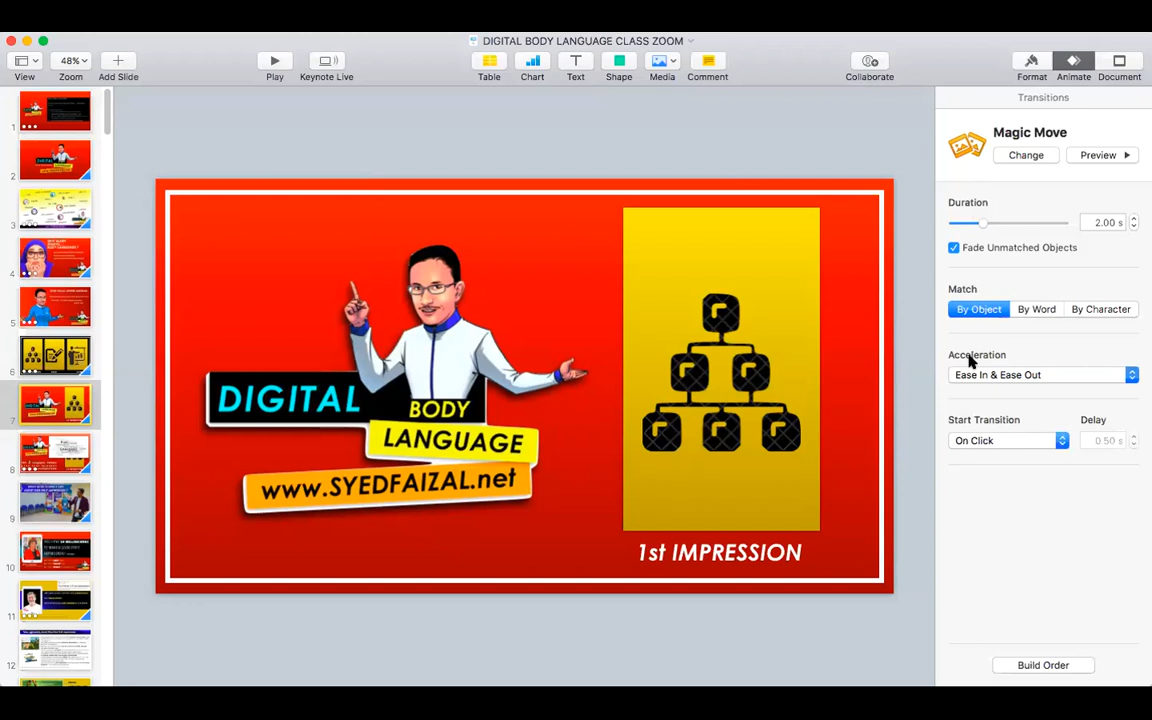 DIGITAL BODY LANGUAGE CLASS ZOOM
48%
View
Zoom
Add Slide
Play
Keynote Live
Table
Chart
Text
Shape
Media
Comment
Collaborate
Format
Animate
Document
1
2
3
4
5
6
7
8
9
10
11
12
DIGITAL
BODY
LANGUAGE
www.SYEDFAIZAL.net
1st IMPRESSION
Transitions
Magic Move
Change
Preview
Duration
2.00 s
Fade Unmatched Objects
Match
By Object
By Word
By Character
Acceleration
Ease In & Ease Out
Start Transition
Delay
On Click
0.50 s
Build Order